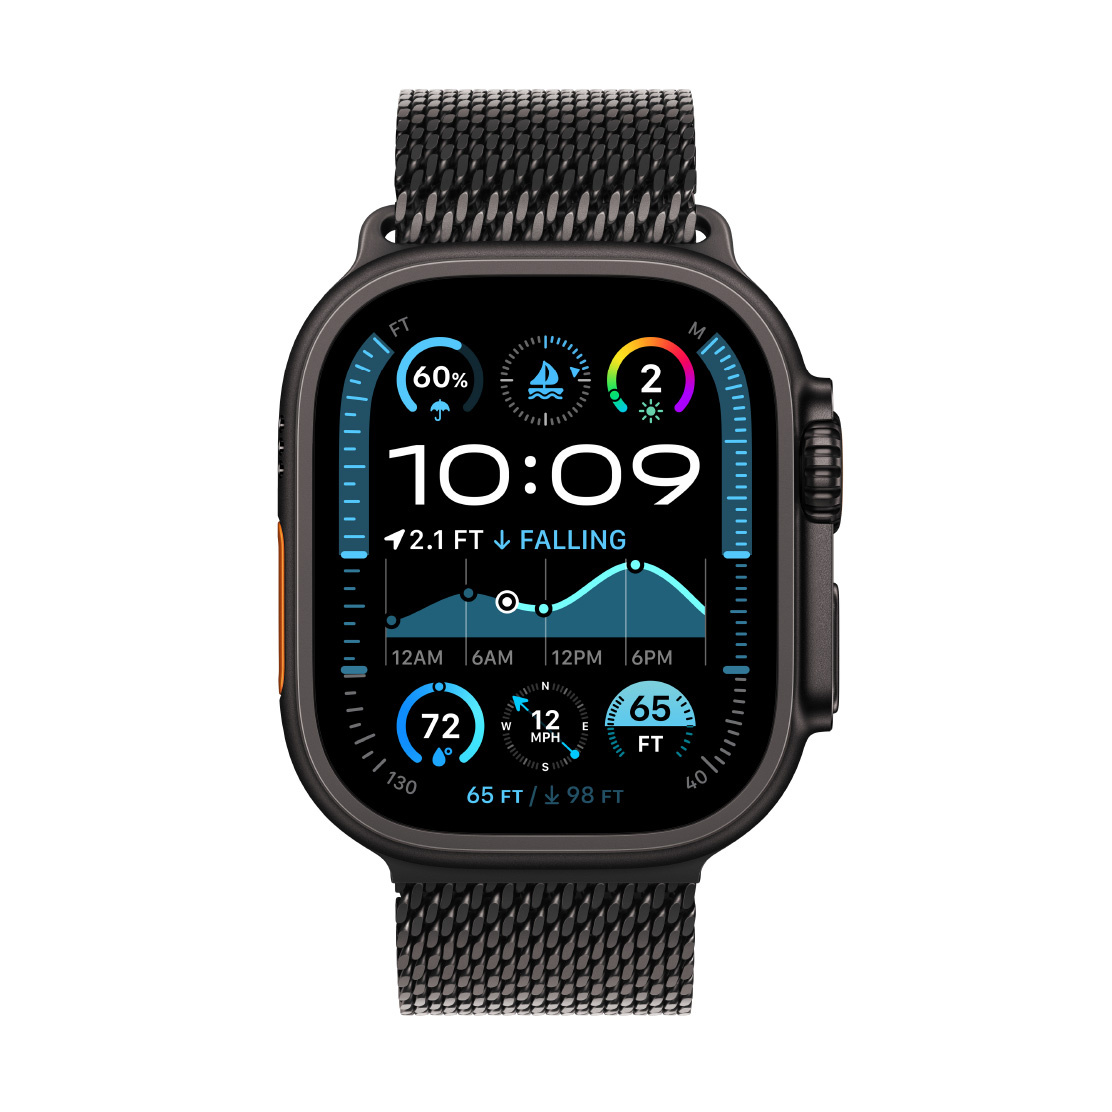 FT
M
60%
2
10:09
2.1 FT ↓ FALLING
12AM 6AM 12PM 6PM
72
N
W E
12
MPH
S
65
FT
130
40
65 FT / ↓ 98 FT